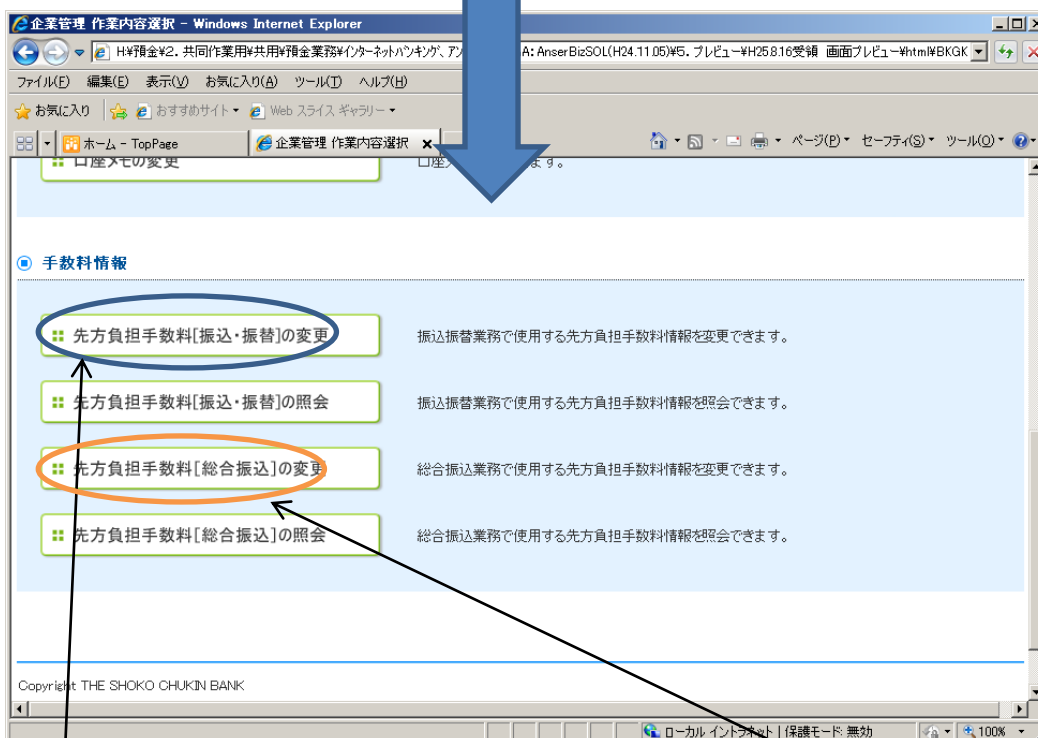 企業管理 作業内容選択 - Windows Internet Explorer
H:¥預金¥2. 共同作業用¥共用¥預金業務¥インターネットバンキング、アン A: AnserBizSOL(H24.11.05)¥5. プレビュー¥H25.8.16受領 画面プレビュー¥html¥BKGK
ファイル(F) 編集(E) 表示(V) お気に入り(A) ツール(T) ヘルプ(H)
お気に入り おすすめサイト Web スライス ギャラリー
ホーム - TopPage 企業管理 作業内容選択 ページ(P) セーフティ(S) ツール(O)
口座メモの変更 ます。
手数料情報
先方負担手数料[振込・振替]の変更 振込振替業務で使用する先方負担手数料情報を変更できます。
先方負担手数料[振込・振替]の照会 振込振替業務で使用する先方負担手数料情報を照会できます。
先方負担手数料[総合振込]の変更 総合振込業務で使用する先方負担手数料情報を変更できます。
先方負担手数料[総合振込]の照会 総合振込業務で使用する先方負担手数料情報を照会できます。
Copyright THE SHOKO CHUKIN BANK
ローカル イントラネット | 保護モード: 無効 100%